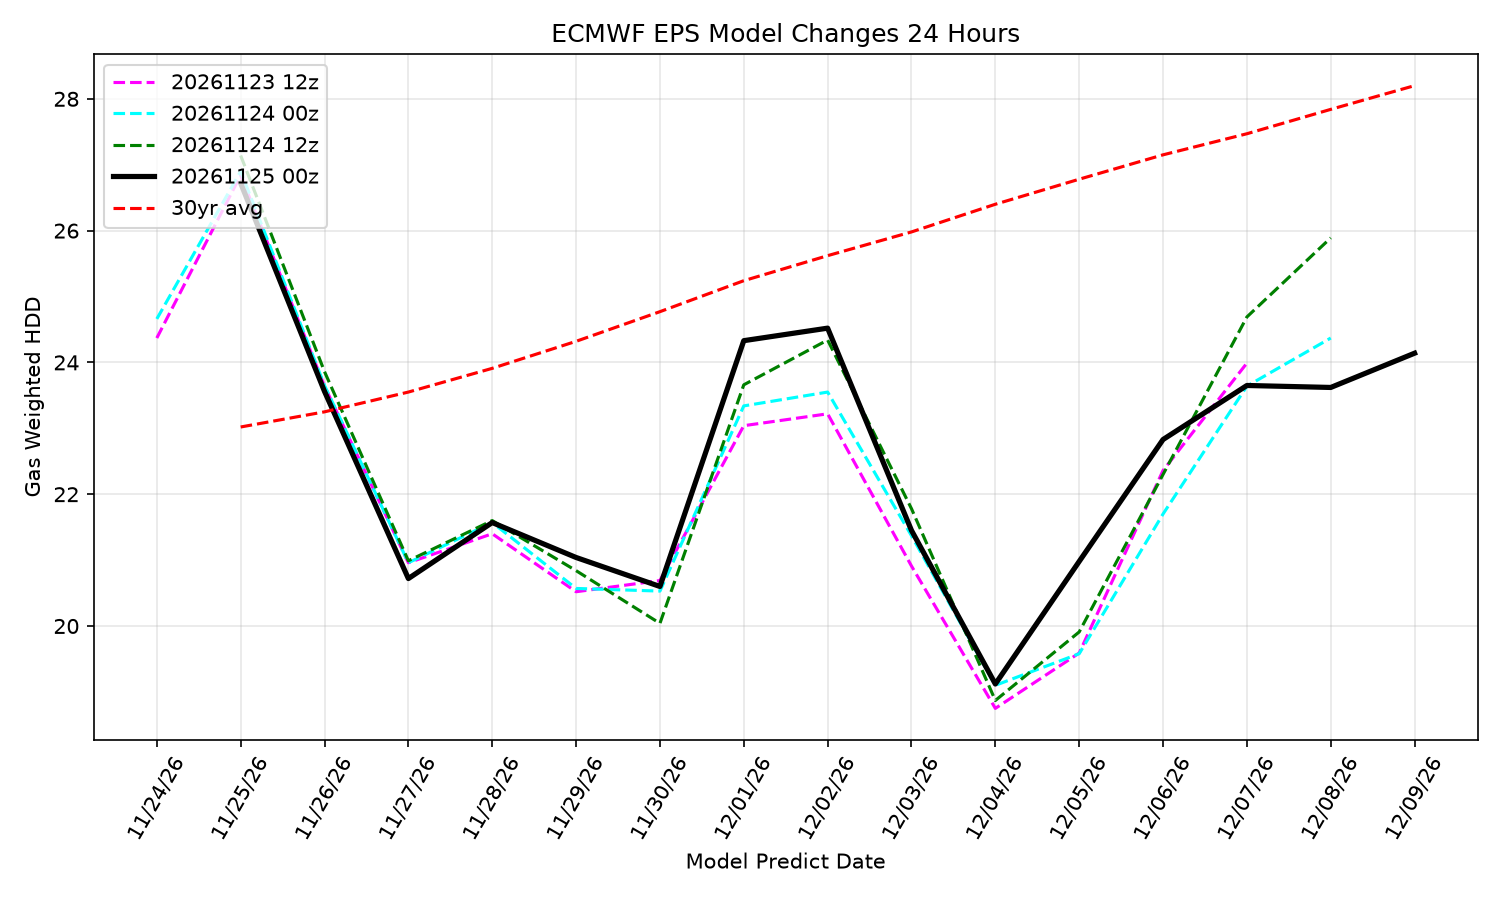 ECMWF EPS Model Changes 24 Hours
20261123 12z
20261124 00z
20261124 12z
20261125 00z
30yr avg
28
26
24
22
20
Gas Weighted HDD
11/24/26
11/25/26
11/26/26
11/27/26
11/28/26
11/29/26
11/30/26
12/01/26
12/02/26
12/03/26
12/04/26
12/05/26
12/06/26
12/07/26
12/08/26
12/09/26
Model Predict Date